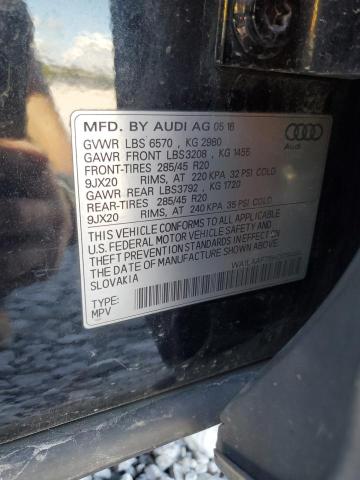 MFD. BY AUDI AG 05 16
GVWR LBS 6570 , KG 2980
GAWR FRONT LBS3208 , KG 1455
FRONT-TIRES 285/45 R20
9JX20 RIMS, AT 220 KPA 32 PSI COLD
GAWR REAR LBS3792 , KG 1720
REAR-TIRES 285/45 R20
9JX20 RIMS, AT 240 KPA 35 PSI COLD
THIS VEHICLE CONFORMS TO ALL APPLICABLE
U.S. FEDERAL MOTOR VEHICLE SAFETY AND
THEFT PREVENTION STANDARDS IN EFFECT ON
THE DATE OF MANUFACTURE SHOWN ABOVE.
SLOVAKIA
TYPE:
MPV
Audi